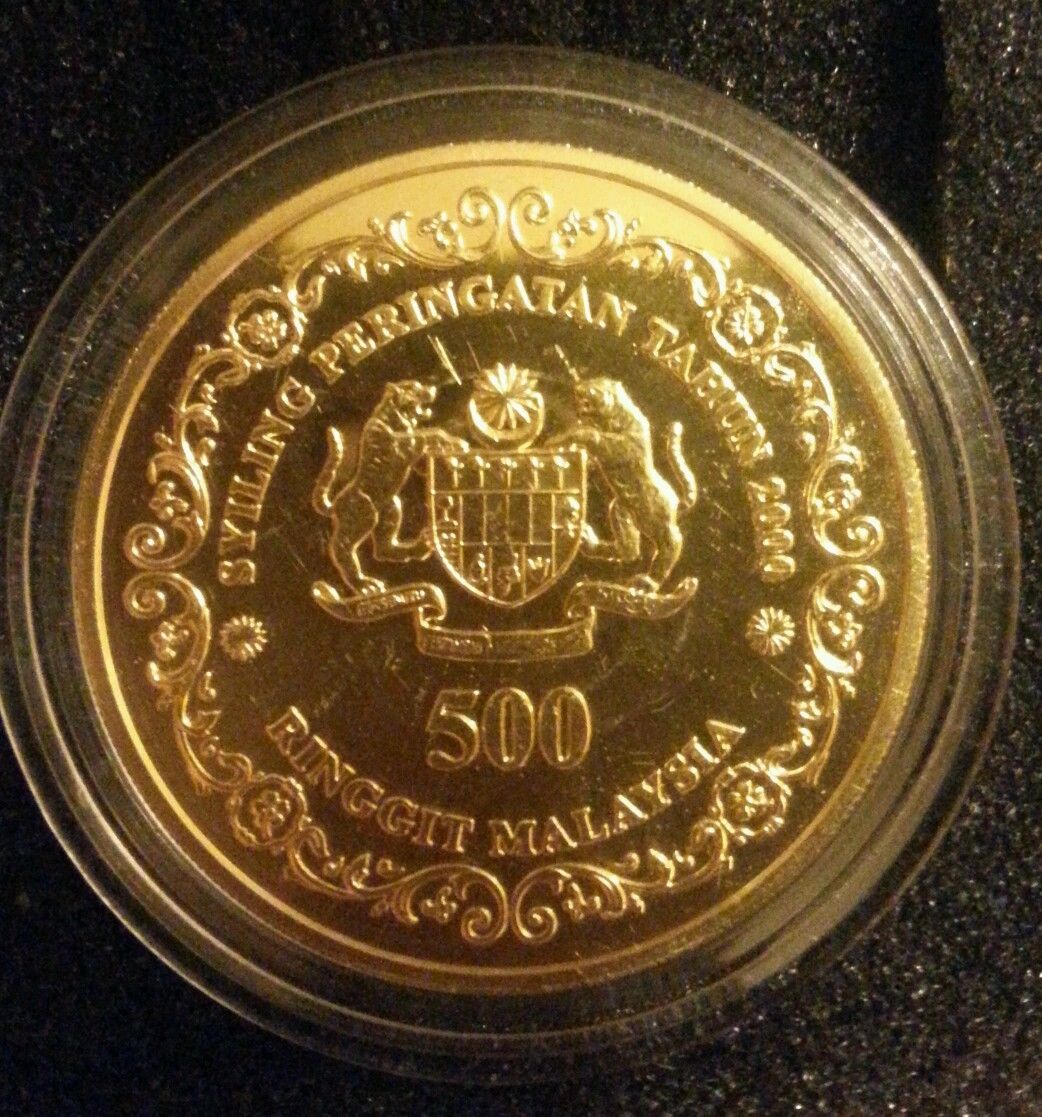 SYILING PERINGATAN TAHUN 2000
500
RINGGIT MALAYSIA